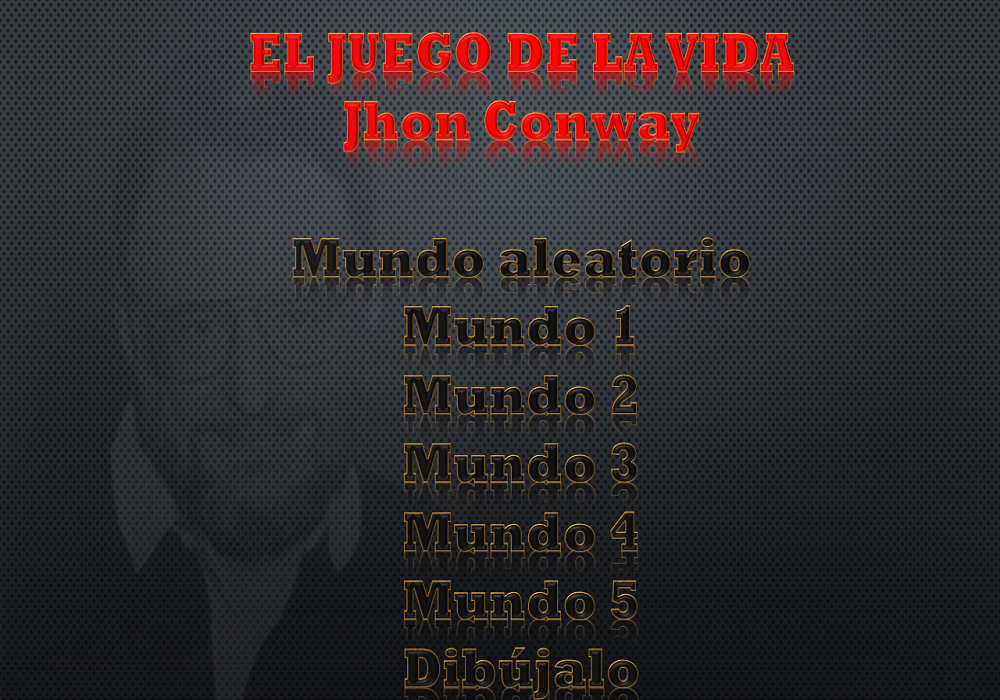 EL JUEGO DE LA VIDA
Jhon Conway
Mundo aleatorio
Mundo 1
Mundo 2
Mundo 3
Mundo 4
Mundo 5
Dibújalo